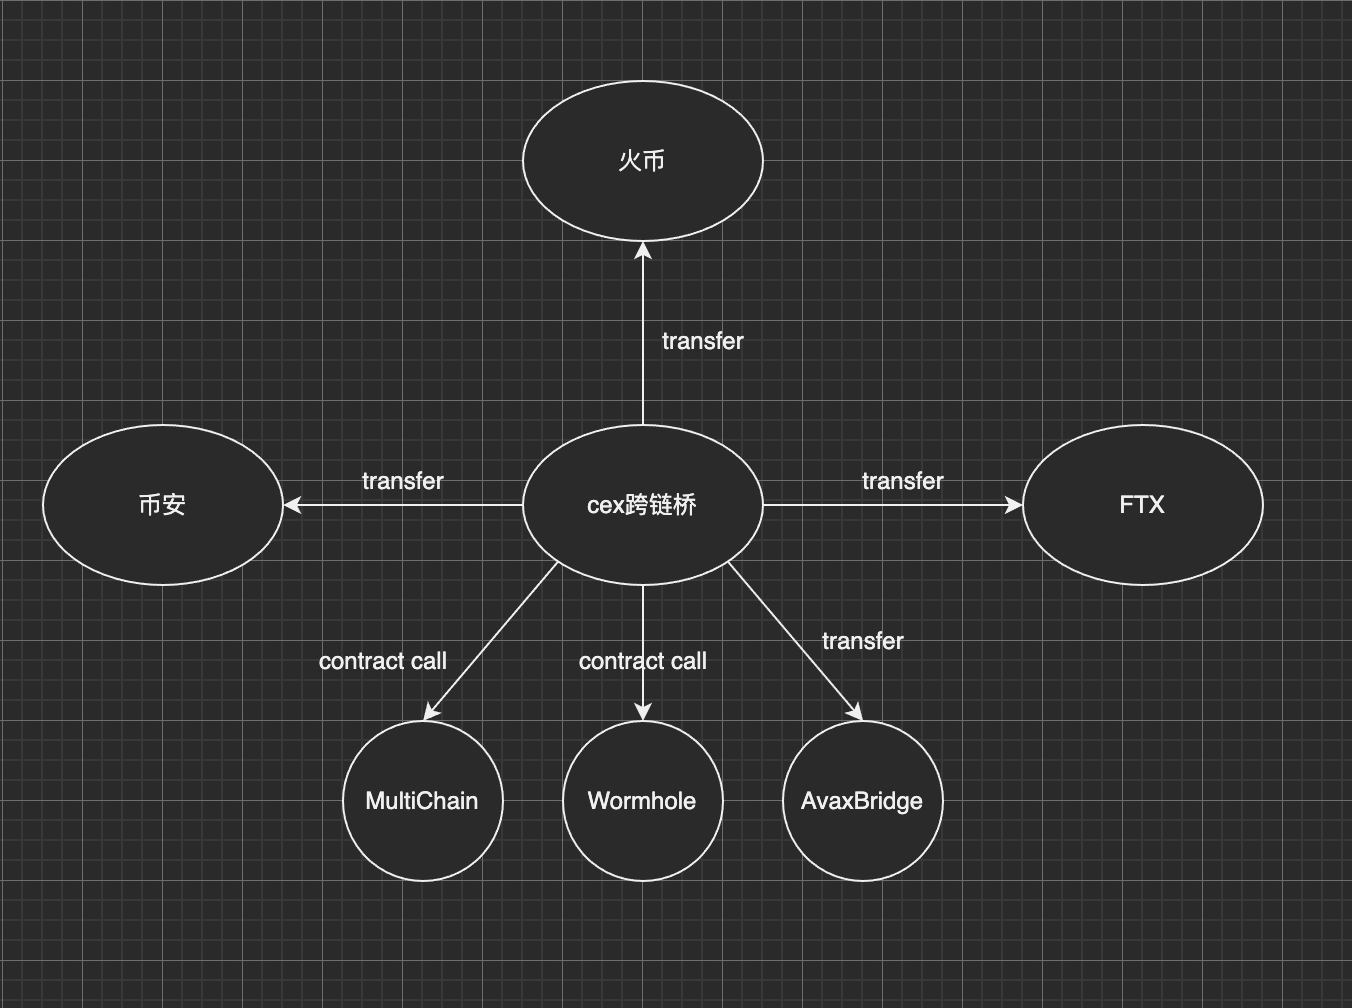 火币
transfer
transfer
transfer
币安
cex跨链桥
FTX
transfer
contract call
contract call
MultiChain
Wormhole
AvaxBridge